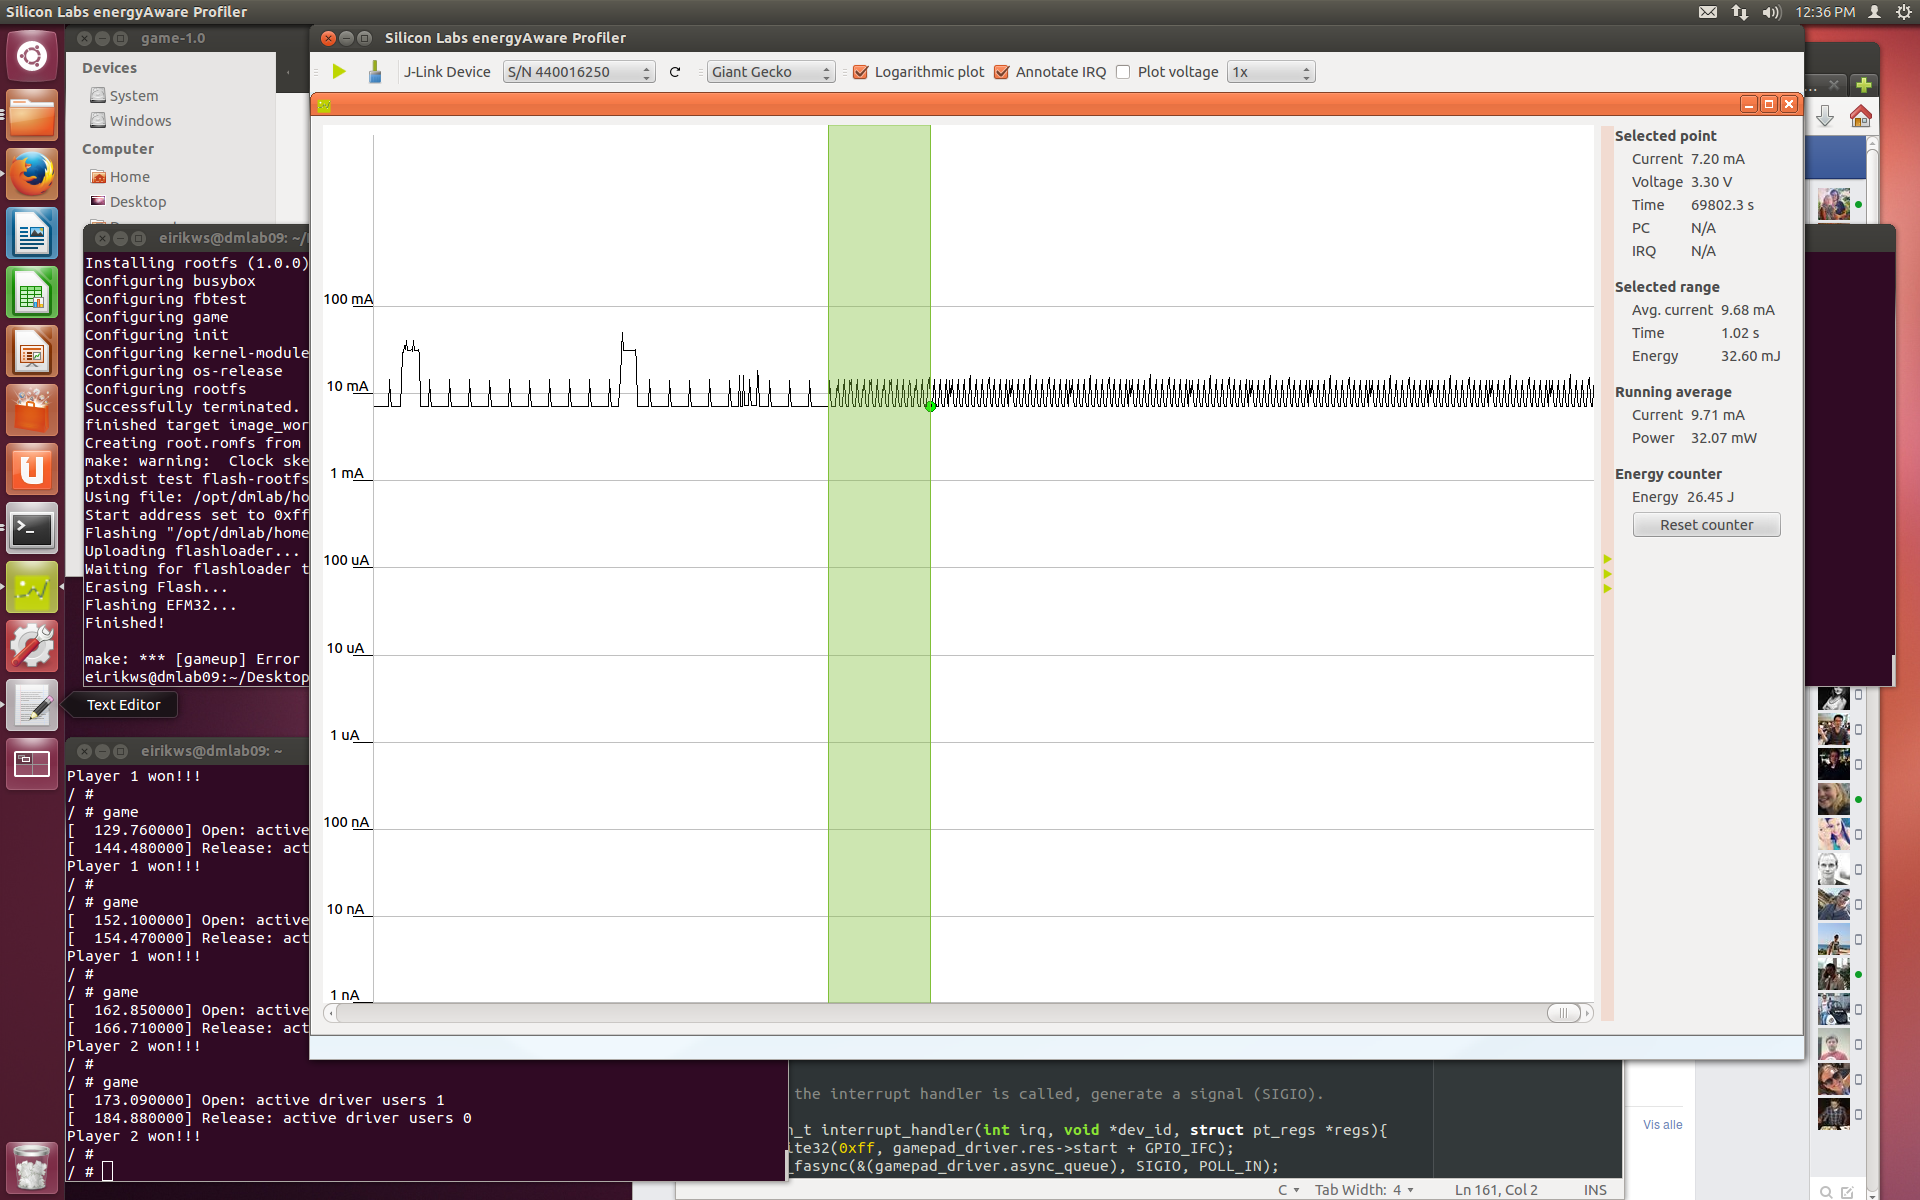 Silicon Labs energyAware Profiler
12:36 PM
game-1.0
Devices
System
Windows
Computer
Home
Desktop
eirikws@dmlab09: ~/
Installing rootfs (1.0.0)
Configuring busybox
Configuring fbtest
Configuring game
Configuring init
Configuring kernel-module
Configuring os-release
Configuring rootfs
Successfully terminated.
finished target image_wor
Creating root.romfs from
make: warning:  Clock ske
ptxdist test flash-rootfs
Using file: /opt/dmlab/ho
Start address set to 0xff
Flashing "/opt/dmlab/home
Uploading flashloader...
Waiting for flashloader t
Erasing Flash...
Flashing EFM32...
Finished!
make: *** [gameup] Error
eirikws@dmlab09:~/Desktop
Text Editor
eirikws@dmlab09: ~
Player 1 won!!!
/ #
/ # game
[  129.760000] Open: active
[  144.480000] Release: act
Player 1 won!!!
/ #
/ # game
[  152.100000] Open: active
[  154.470000] Release: act
Player 1 won!!!
/ #
/ # game
[  162.850000] Open: active
[  166.710000] Release: act
Player 2 won!!!
/ #
/ # game
[  173.090000] Open: active driver users 1
[  184.880000] Release: active driver users 0
Player 2 won!!!
/ #
/ #
Silicon Labs energyAware Profiler
J-Link Device S/N 440016250 Giant Gecko Logarithmic plot Annotate IRQ Plot voltage 1x
100 mA
10 mA
1 mA
100 uA
10 uA
1 uA
100 nA
10 nA
1 nA
Selected point
Current 7.20 mA
Voltage 3.30 V
Time 69802.3 s
PC N/A
IRQ N/A
Selected range
Avg. current 9.68 mA
Time 1.02 s
Energy 32.60 mJ
Running average
Current 9.71 mA
Power 32.07 mW
Energy counter
Energy 26.45 J
Reset counter
the interrupt handler is called, generate a signal (SIGIO).
n_t interrupt_handler(int irq, void *dev_id, struct pt_regs *regs){
ite32(0xff, gamepad_driver.res->start + GPIO_IFC);
_fasync(&(gamepad_driver.async_queue), SIGIO, POLL_IN);
C Tab Width: 4 Ln 161, Col 2 INS
Vis alle